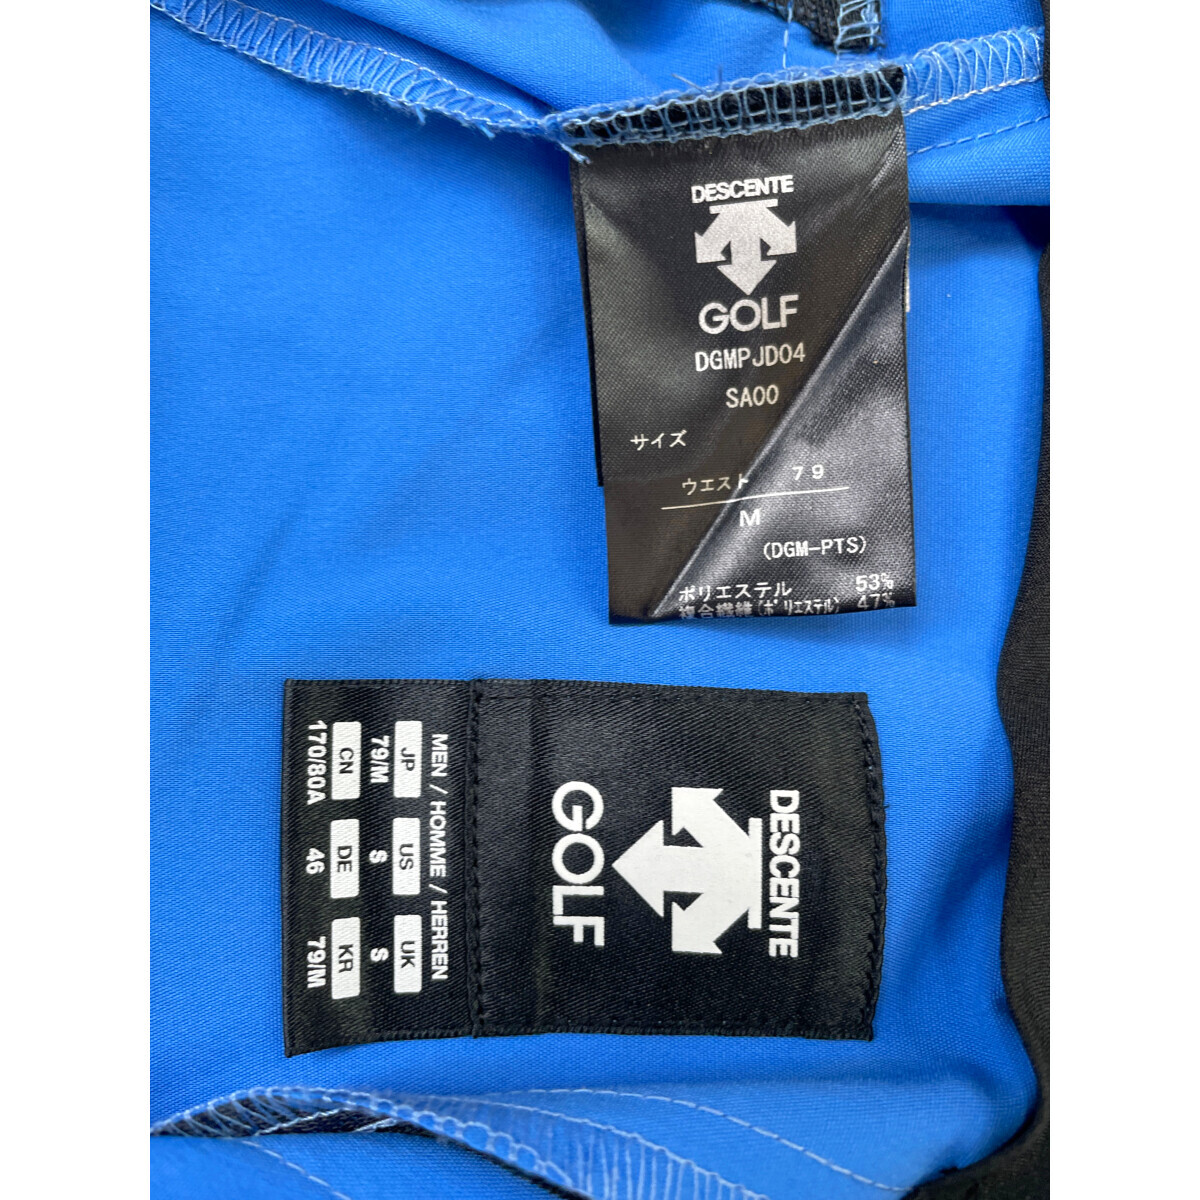 DESCENTE
GOLF
DGMPJD04
SA00
サイズ
ウエスト 79
M
(DGM-PTS)
ポリエステル 53%
複合繊維(ポリエステル) 47%
DESCENTE
GOLF
MEN / HOMME / HERREN
JP US UK
79/M S S
CN DE KR
170/80A 46 79/M